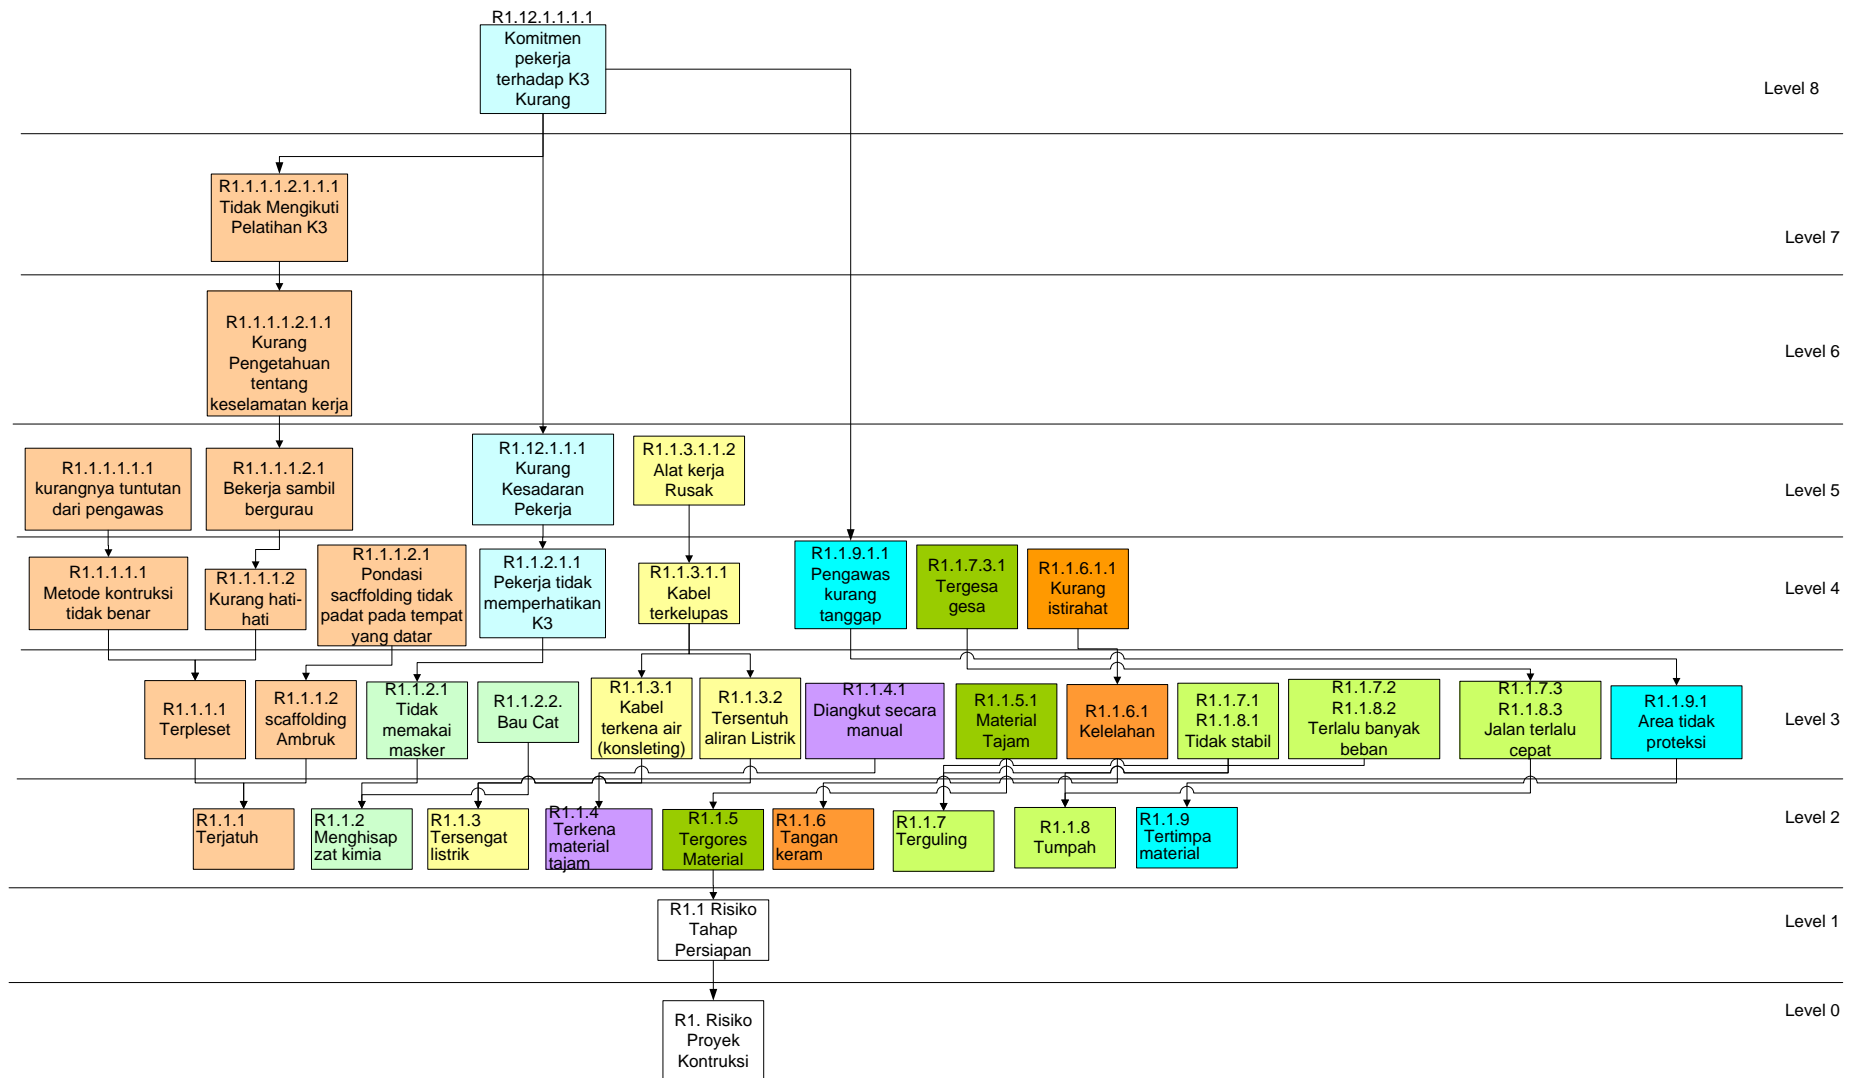 R1.12.1.1.1.1
Komitmen
pekerja
terhadap K3
Kurang
Level 8
R1.1.1.1.2.1.1.1
Tidak Mengikuti
Pelatihan K3
Level 7
R1.1.1.1.2.1.1
Kurang
Pengetahuan
tentang
keselamatan kerja
Level 6
R1.1.1.1.1.1
kurangnya tuntutan
dari pengawas
R1.1.1.1.2.1
Bekerja sambil
bergurau
R1.12.1.1.1
Kurang
Kesadaran
Pekerja
R1.1.3.1.1.2
Alat kerja
Rusak
Level 5
R1.1.1.1.1
Metode kontruksi
tidak benar
R1.1.1.1.2
Kurang hati-
hati
R1.1.1.2.1
Pondasi
sacffolding tidak
padat pada tempat
yang datar
R1.1.2.1.1
Pekerja tidak
memperhatikan
K3
R1.1.3.1.1
Kabel
terkelupas
R1.1.9.1.1
Pengawas
kurang
tanggap
R1.1.7.3.1
Tergesa
gesa
R1.1.6.1.1
Kurang
istirahat
Level 4
R1.1.1.1
Terpleset
R1.1.1.2
scaffolding
Ambruk
R1.1.2.1
Tidak
memakai
masker
R1.1.2.2.
Bau Cat
R1.1.3.1
Kabel
terkena air
(konsleting)
R1.1.3.2
Tersentuh
aliran Listrik
R1.1.4.1
Diangkut secara
manual
R1.1.5.1
Material
Tajam
R1.1.6.1
Kelelahan
R1.1.7.1
R1.1.8.1
Tidak stabil
R1.1.7.2
R1.1.8.2
Terlalu banyak
beban
R1.1.7.3
R1.1.8.3
Jalan terlalu
cepat
R1.1.9.1
Area tidak
proteksi
Level 3
R1.1.1
Terjatuh
R1.1.2
Menghisap
zat kimia
R1.1.3
Tersengat
listrik
R1.1.4
Terkena
material
tajam
R1.1.5
Tergores
Material
R1.1.6
Tangan
keram
R1.1.7
Terguling
R1.1.8
Tumpah
R1.1.9
Tertimpa
material
Level 2
R1.1 Risiko
Tahap
Persiapan
Level 1
R1. Risiko
Proyek
Kontruksi
Level 0